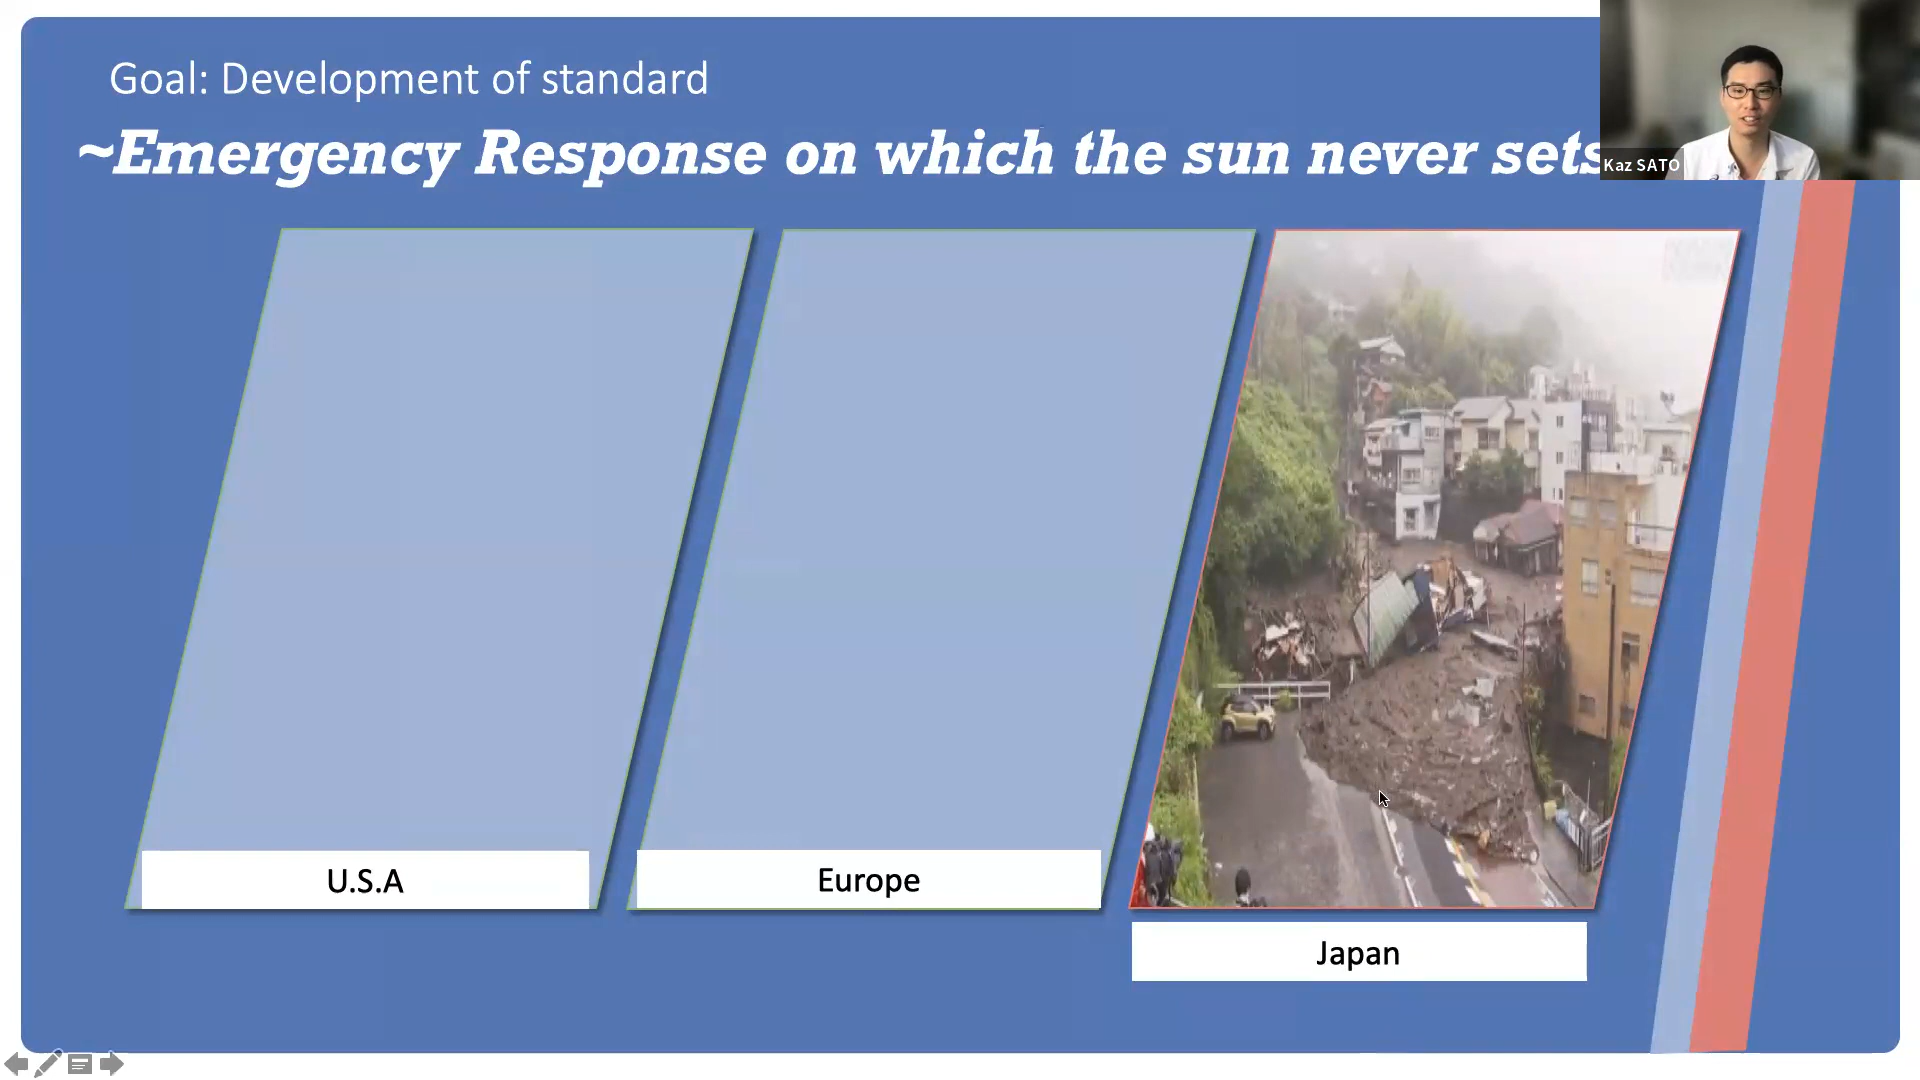 Goal: Development of standard
~Emergency Response on which the sun never sets
Kaz SATO
U.S.A
Europe
Japan